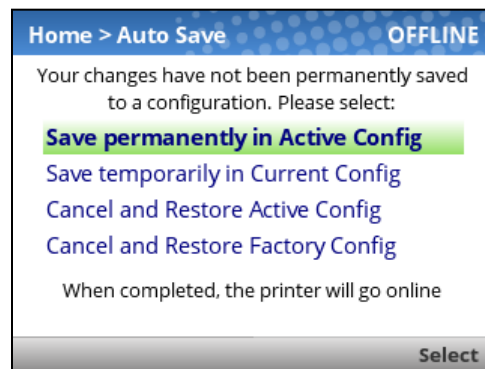 Home > Auto Save OFFLINE
Your changes have not been permanently saved
to a configuration. Please select:
Save permanently in Active Config
Save temporarily in Current Config
Cancel and Restore Active Config
Cancel and Restore Factory Config
When completed, the printer will go online
Select